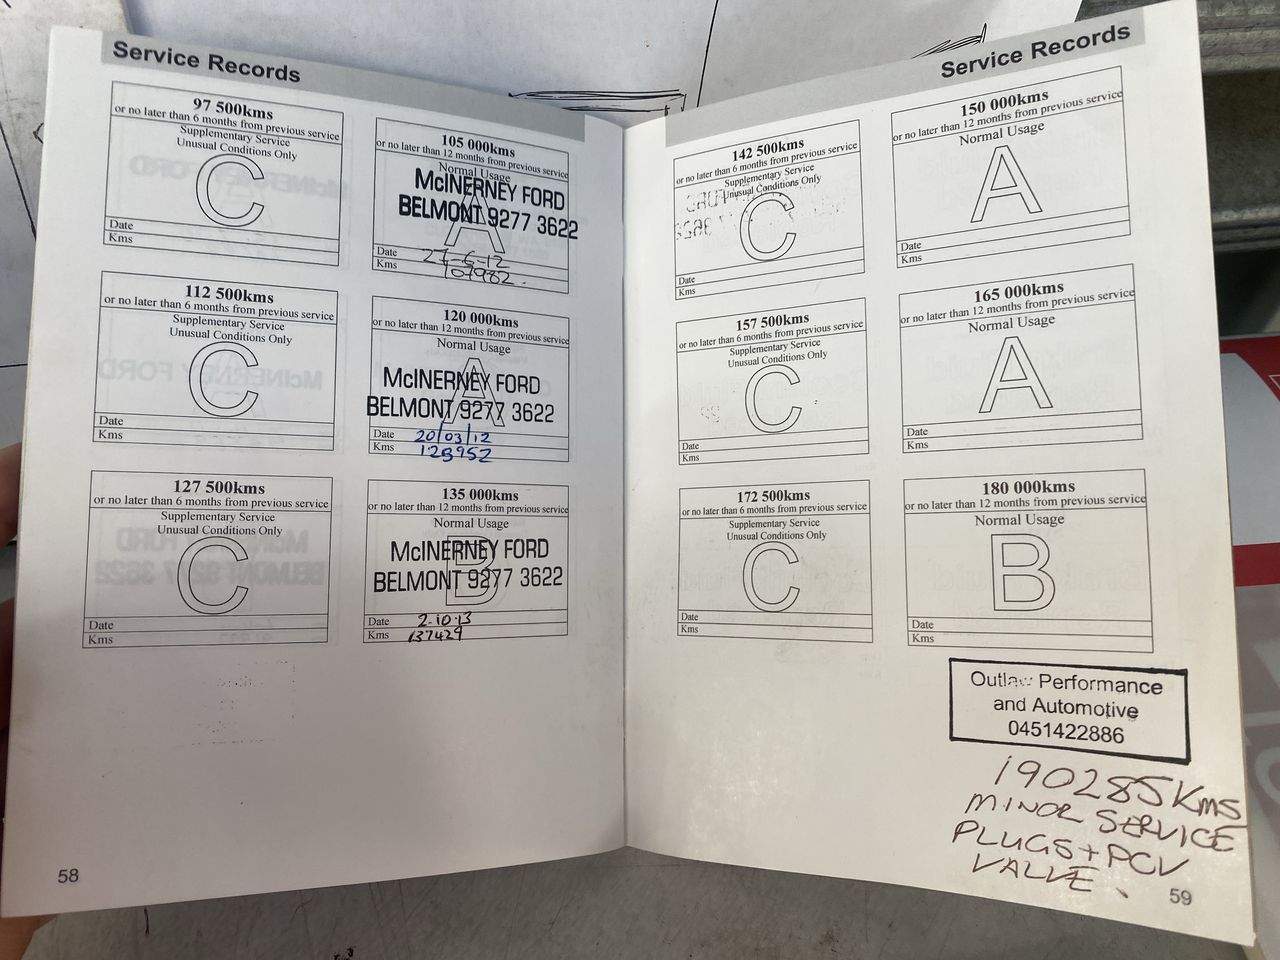 Service Records
97 500kms
or no later than 6 months from previous service
Supplementary Service
Unusual Conditions Only
C
Date
Kms
105 000kms
or no later than 12 months from previous service
Normal Usage
A
McINERNEY FORD
BELMONT 9277 3622
Date 27-6-12
Kms 107982.
112 500kms
or no later than 6 months from previous service
Supplementary Service
Unusual Conditions Only
C
Date
Kms
120 000kms
or no later than 12 months from previous service
Normal Usage
A
McINERNEY FORD
BELMONT 9277 3622
Date 20/03/12
Kms
127 500kms
or no later than 6 months from previous service
Supplementary Service
Unusual Conditions Only
C
Date
Kms
135 000kms
or no later than 12 months from previous service
Normal Usage
B
McINERNEY FORD
BELMONT 9277 3622
Date 2.10.13
Kms 137429
58
Service Records
142 500kms
or no later than 6 months from previous service
Supplementary Service
Unusual Conditions Only
C
Date
Kms
150 000kms
or no later than 12 months from previous service
Normal Usage
A
Date
Kms
157 500kms
or no later than 6 months from previous service
Supplementary Service
Unusual Conditions Only
C
Date
Kms
165 000kms
or no later than 12 months from previous service
Normal Usage
A
Date
Kms
172 500kms
or no later than 6 months from previous service
Supplementary Service
Unusual Conditions Only
C
Date
Kms
180 000kms
or no later than 12 months from previous service
Normal Usage
B
Date
Kms
Outlaw Performance
and Automotive
0451422886
190285Kms
MINOR SERVICE
PLUGS + PCV
VALVE.
59